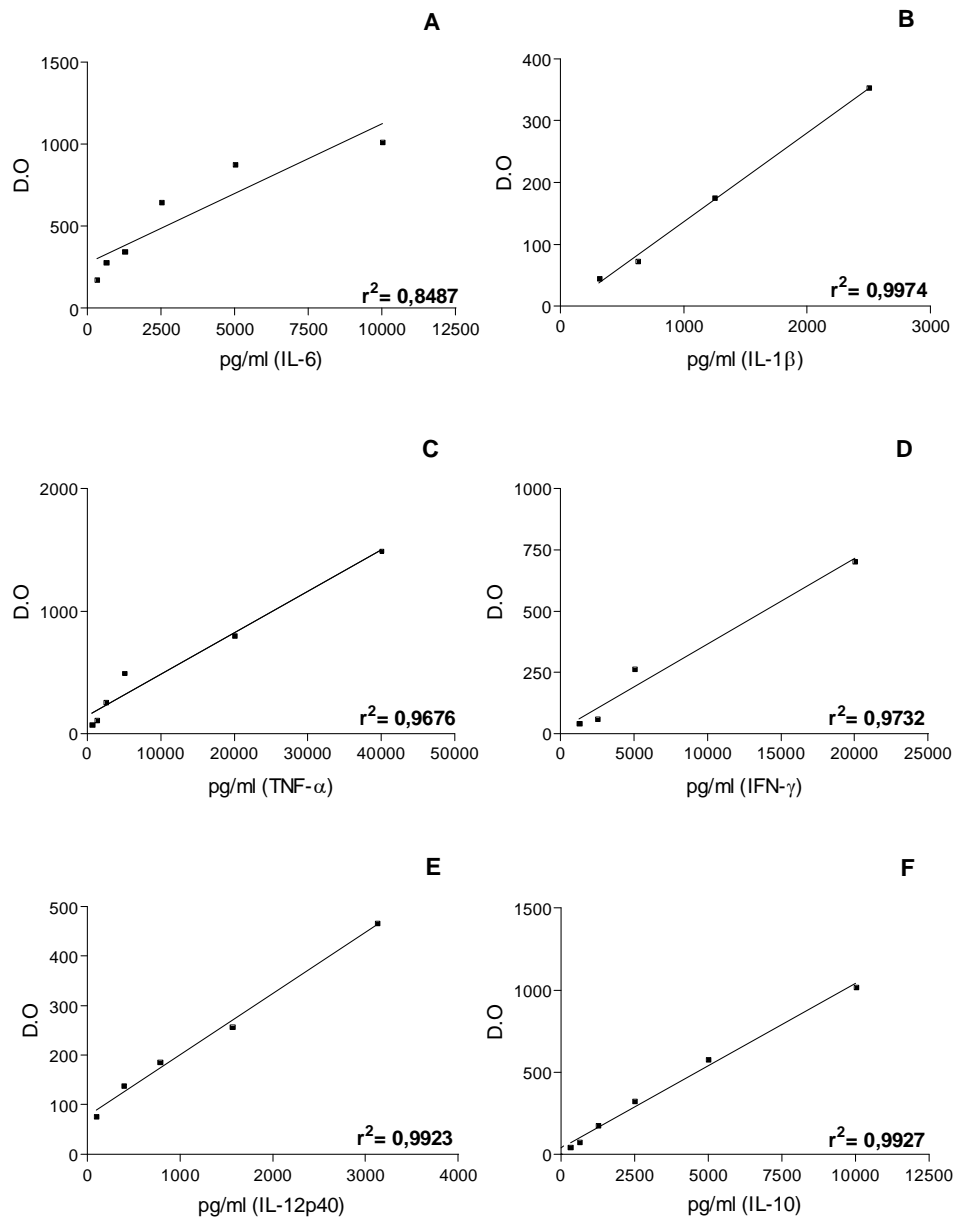 A
1500
1000
500
0
D.O
r²= 0,8487
0 2500 5000 7500 10000 12500
pg/ml (IL-6)
B
400
300
200
100
0
D.O
r²= 0,9974
0 1000 2000 3000
pg/ml (IL-1β)
C
2000
1000
0
D.O
r²= 0,9676
0 10000 20000 30000 40000 50000
pg/ml (TNF-α)
D
1000
750
500
250
0
D.O
r²= 0,9732
0 5000 10000 15000 20000 25000
pg/ml (IFN-γ)
E
500
400
300
200
100
0
D.O
r²= 0,9923
0 1000 2000 3000 4000
pg/ml (IL-12p40)
F
1500
1000
500
0
D.O
r²= 0,9927
0 2500 5000 7500 10000 12500
pg/ml (IL-10)